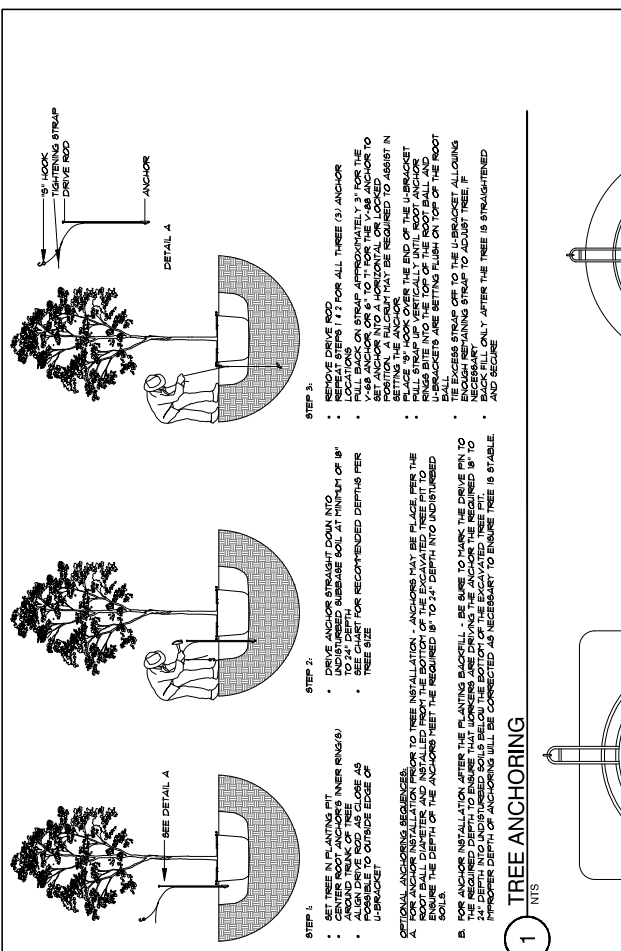 SEE DETAIL A
STEP 1:
• SET TREE IN PLANTING PIT
• CENTER ROOT ANCHOR'S INNER RING(S)
AROUND TRUNK OF TREE
• ALIGN DRIVE ROD AS CLOSE AS
POSSIBLE TO OUTSIDE EDGE OF
U-BRACKET
STEP 2:
• DRIVE ANCHOR STRAIGHT DOWN INTO
UNDISTURBED SUBBASE SOIL AT MINIMUM OF 18"
TO 24" DEPTH
• SEE CHART FOR RECOMMENDED DEPTHS PER
TREE SIZE
"S" HOOK
TIGHTENING STRAP
DRIVE ROD
ANCHOR
DETAIL A
STEP 3:
• REMOVE DRIVE ROD
• REPEAT STEPS 1 & 2 FOR ALL THREE (3) ANCHOR
LOCATIONS
• PULL BACK ON STRAP APPROXIMATELY 3" FOR THE
V-68 ANCHOR, OR 6" TO 7" FOR THE V-88 ANCHOR TO
SET ANCHOR INTO A HORIZONTAL OR LOCKED
POSITION. A FULCRUM MAY BE REQUIRED TO ASSIST IN
SETTING THE ANCHOR.
• PLACE "S" HOOK OVER THE END OF THE U-BRACKET
• PULL STRAP UP VERTICALLY UNTIL ROOT ANCHOR
RINGS BITE INTO THE TOP OF THE ROOT BALL AND
U-BRACKETS ARE SETTING FLUSH ON TOP OF THE ROOT
BALL
• TIE EXCESS STRAP OFF TO THE U-BRACKET ALLOWING
ENOUGH REMAINING STRAP TO ADJUST TREE, IF
NECESSARY
• BACK FILL ONLY AFTER THE TREE IS STRAIGHTENED
AND SECURE
OPTIONAL ANCHORING SEQUENCES:
A. FOR ANCHOR INSTALLATION PRIOR TO TREE INSTALLATION - ANCHORS MAY BE PLACE, PER THE
ROOT BALL DIAMETER, AND INSTALLED FROM THE BOTTOM OF THE EXCAVATED TREE PIT TO
ENSURE THE DEPTH OF THE ANCHORS MEET THE REQUIRED 18" TO 24" DEPTH INTO UNDISTURBED
SOILS.
B. FOR ANCHOR INSTALLATION AFTER THE PLANTING BACKFILL - BE SURE TO MARK THE DRIVE PIN TO
THE REQUIRED DEPTH TO ENSURE THAT WORKERS ARE DRIVING THE ANCHOR THE REQUIRED 18" TO
24" DEPTH INTO UNDISTURBED SOILS BELOW THE BOTTOM OF THE EXCAVATED TREE PIT.
IMPROPER DEPTH OF ANCHORING WILL BE CORRECTED AS NECESSARY TO ENSURE TREE IS STABLE.
1 TREE ANCHORING
NTS